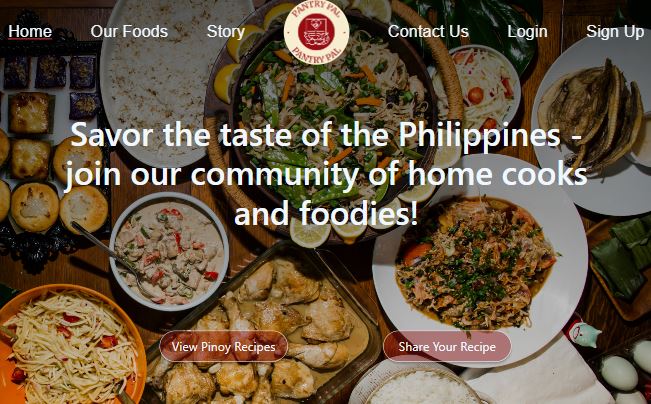 Home
Our Foods
Story
PANTRY PAL
PANTRY PAL
Contact Us
Login
Sign Up
Savor the taste of the Philippines -
join our community of home cooks
and foodies!
View Pinoy Recipes
Share Your Recipe